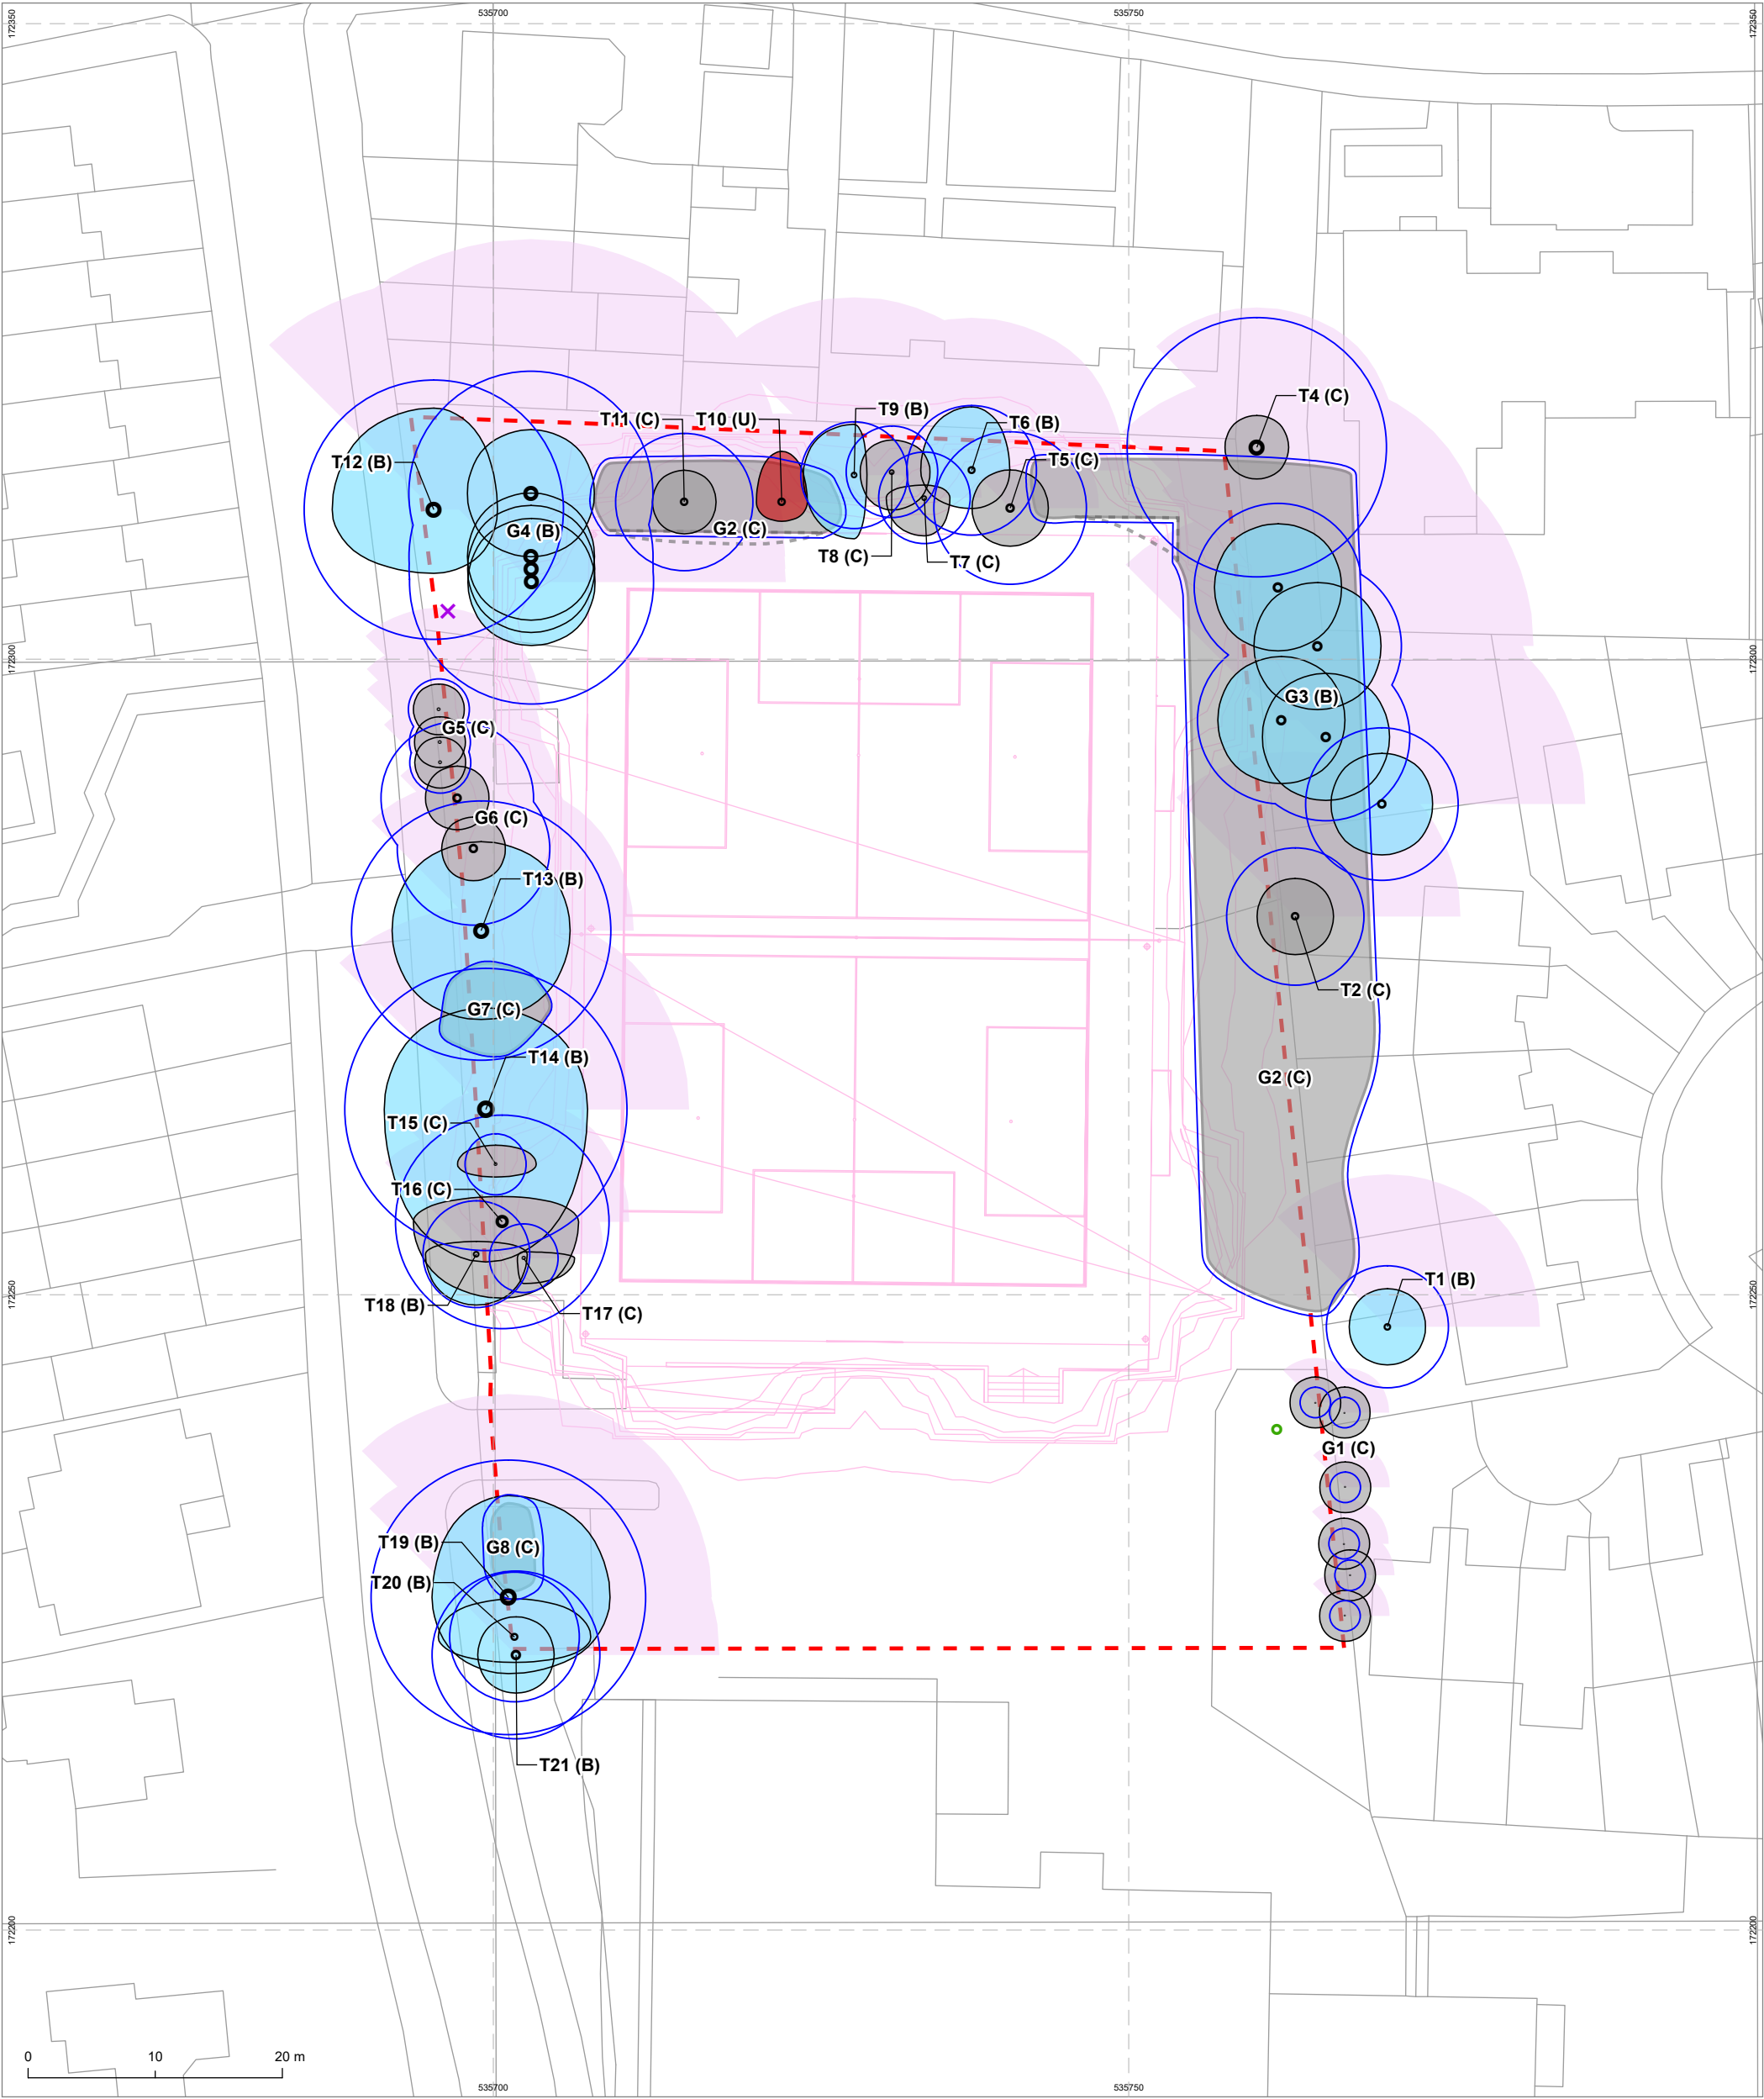 535700
535750
172350
172350
T4 (C)
T9 (B)
T11 (C)
T10 (U)
T6 (B)
T12 (B)
T5 (C)
G4 (B)
G2 (C)
T8 (C)
T7 (C)
172300
172300
G3 (B)
G5 (C)
G6 (C)
T13 (B)
T2 (C)
G7 (C)
T14 (B)
G2 (C)
T15 (C)
T16 (C)
T1 (B)
172250
172250
T18 (B)
T17 (C)
G1 (C)
T19 (B)
G8 (C)
T20 (B)
T21 (B)
172200
172200
0 10 20 m
535700
535750